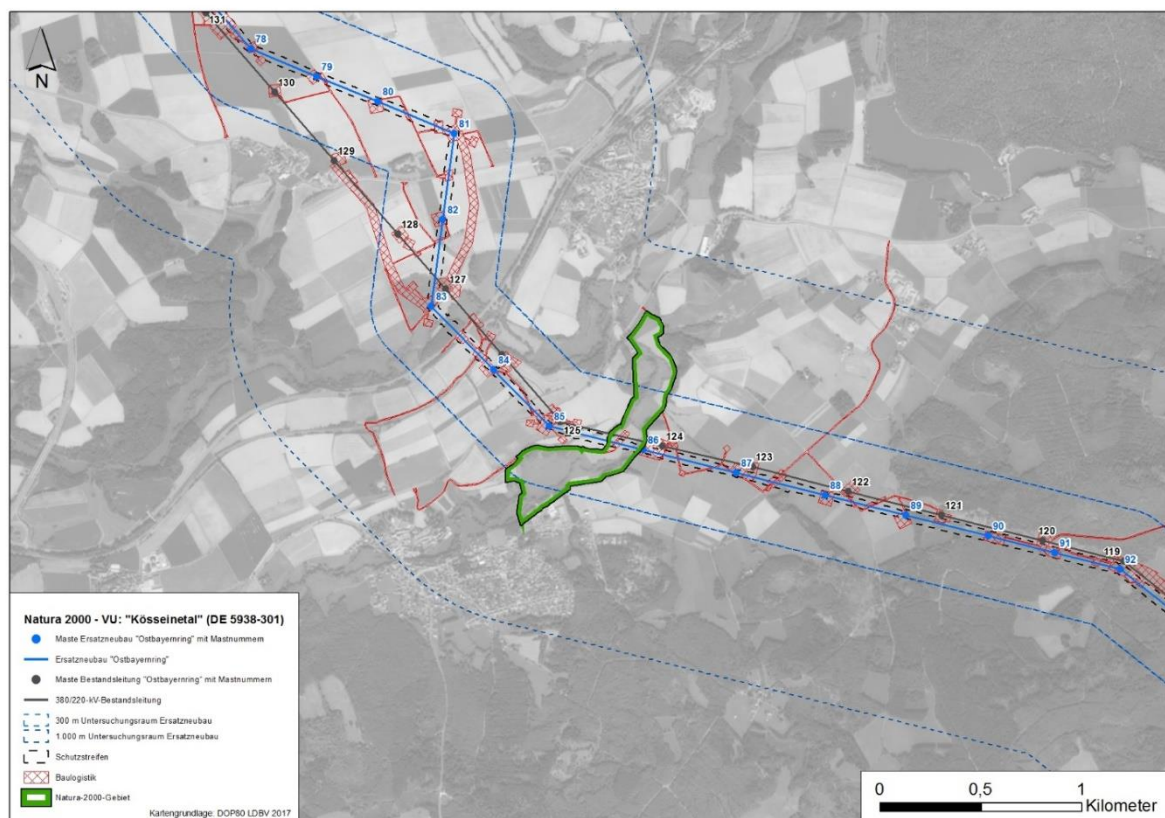 131
78
79
130
80
81
129
82
128
127
83
84
85
125
86
124
87
123
88
122
89
121
90
120
91
119
92
N
Natura 2000 - VU: "Kösseinetal" (DE 5938-301)
Maste Ersatzneubau "Ostbayernring" mit Mastnummern
Ersatzneubau "Ostbayernring"
Maste Bestandsleitung "Ostbayernring" mit Mastnummern
380/220-kV-Bestandsleitung
300 m Untersuchungsraum Ersatzneubau
1.000 m Untersuchungsraum Ersatzneubau
Schutzstreifen
Baulogistik
Natura-2000-Gebiet
Kartengrundlage: DOP80 LDBV 2017
0 0,5 1
Kilometer